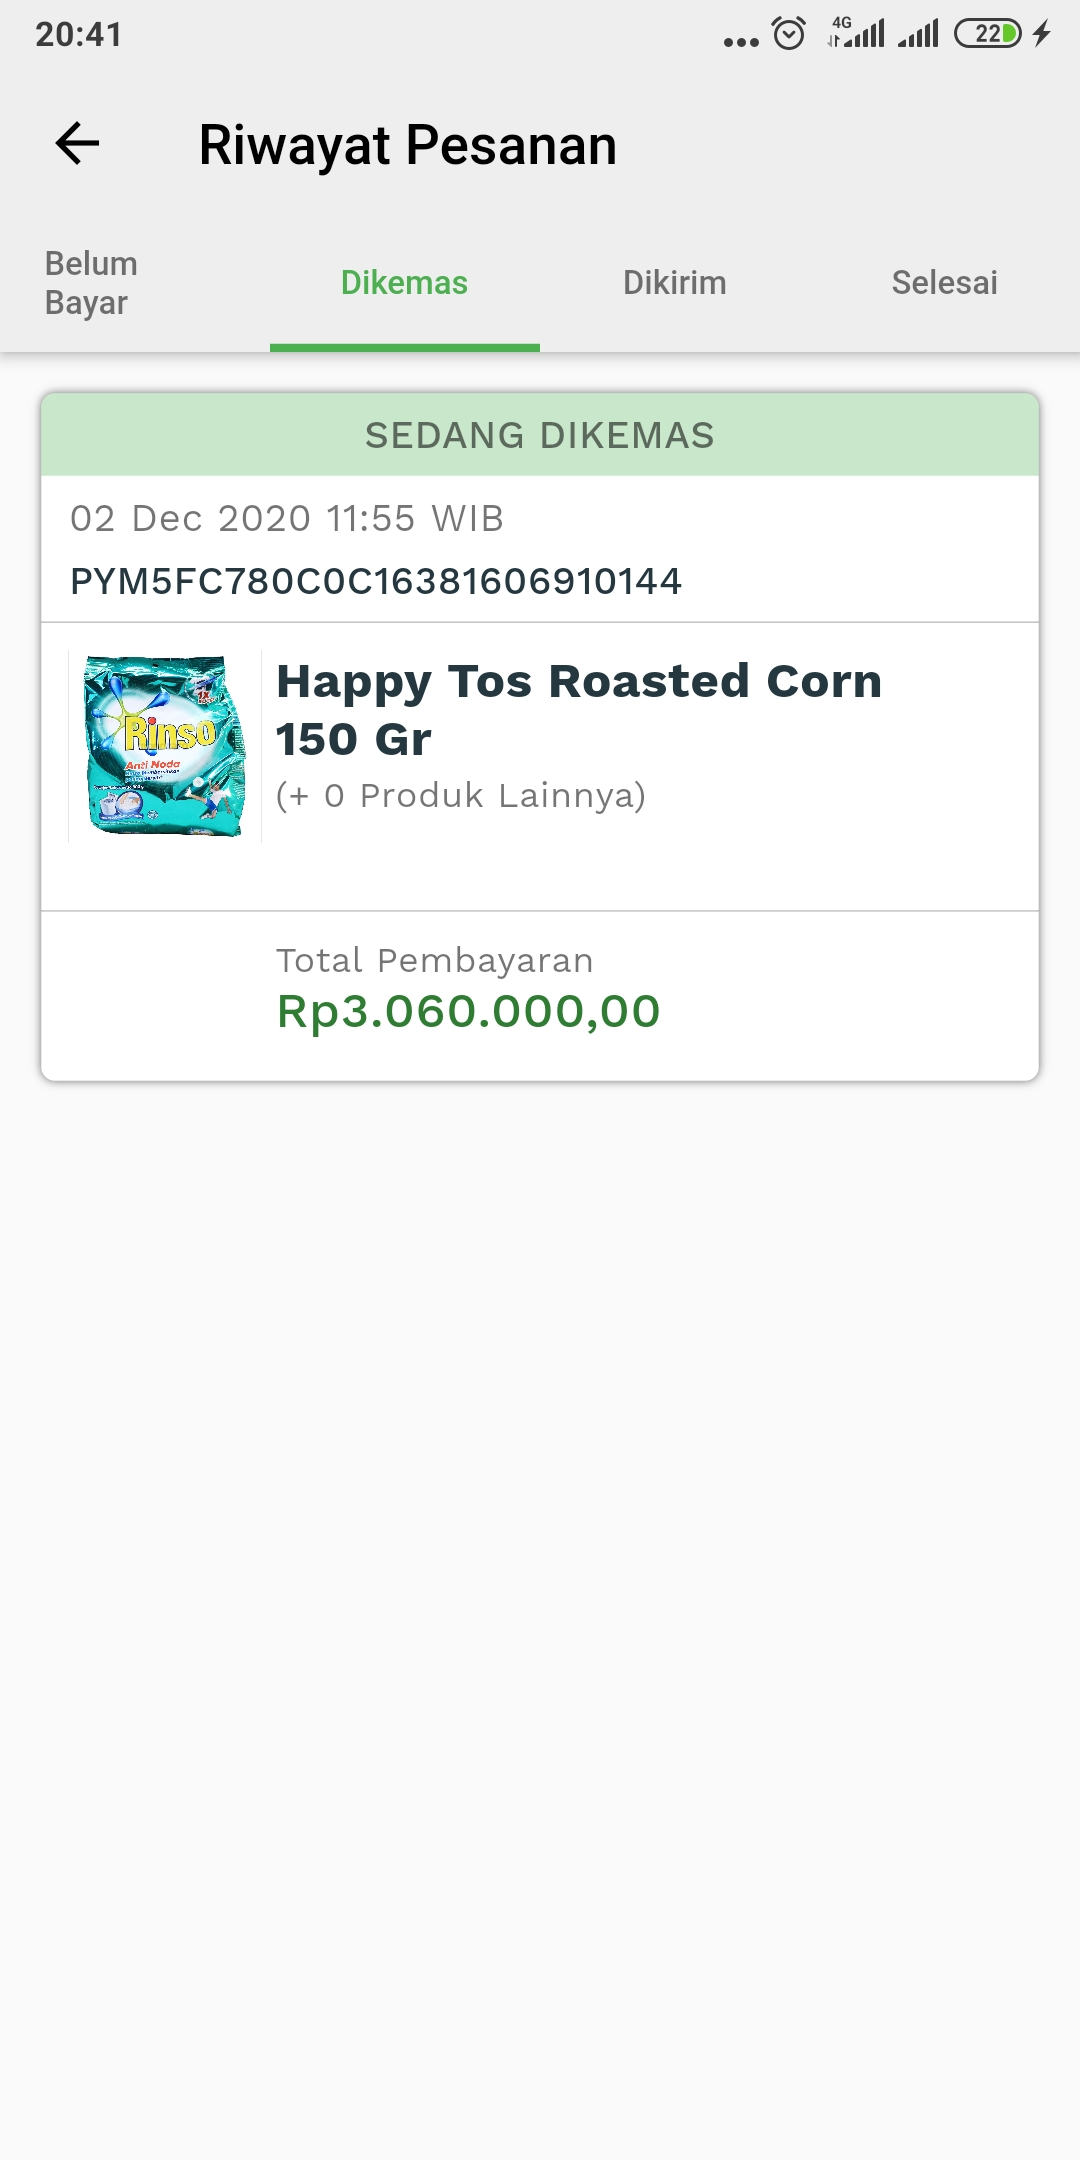 20:41
4G
22
Riwayat Pesanan
Belum
Bayar
Dikemas
Dikirim
Selesai
SEDANG DIKEMAS
02 Dec 2020 11:55 WIB
PYM5FC780C0C16381606910144
Rinso
Anti Noda
Happy Tos Roasted Corn
150 Gr
(+ 0 Produk Lainnya)
Total Pembayaran
Rp3.060.000,00